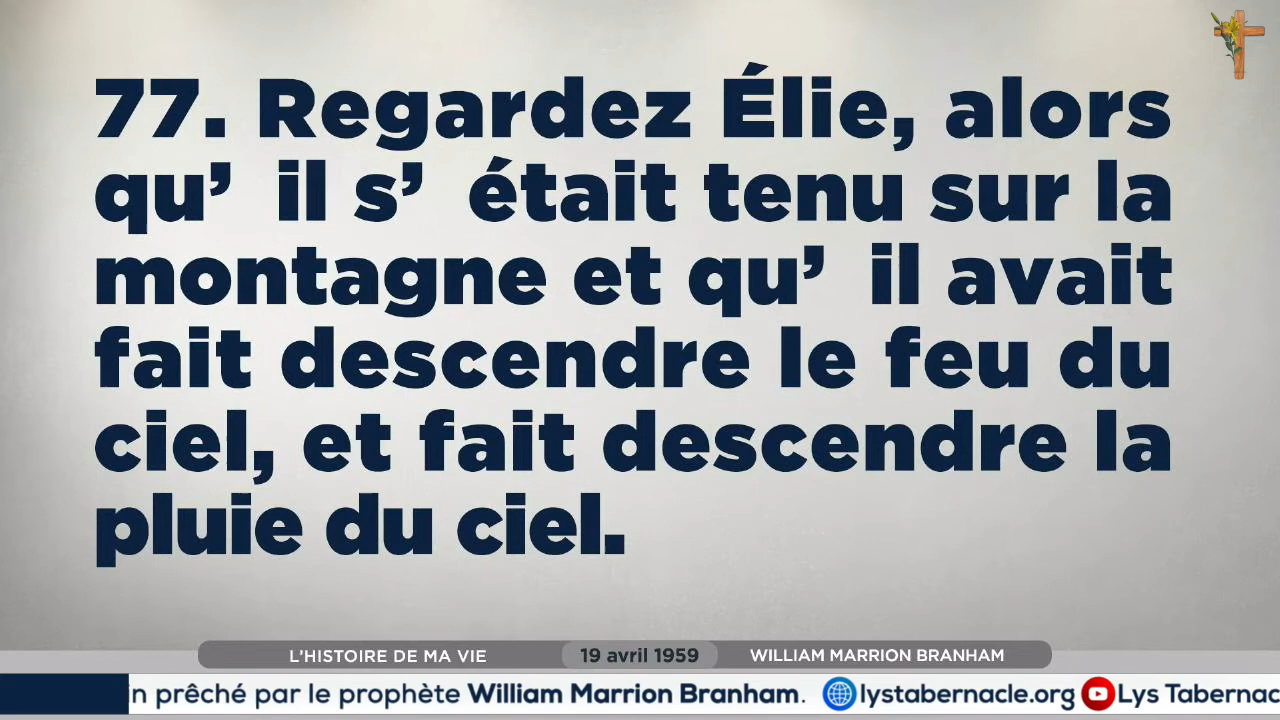 77. Regardez Élie, alors
qu’ il s’ était tenu sur la
montagne et qu’ il avait
fait descendre le feu du
ciel, et fait descendre la
pluie du ciel.
L’HISTOIRE DE MA VIE 19 avril 1959 WILLIAM MARRION BRANHAM
prêché par le prophète William Marrion Branham. lystabernacle.org Lys